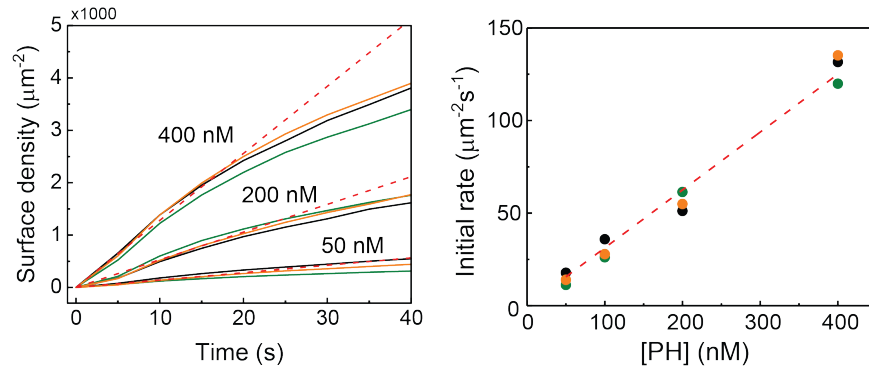 x1000
5
4
3
2
1
0
0 10 20 30 40
Surface density (μm⁻²)
Time (s)
400 nM
200 nM
50 nM
150
100
50
0
0 100 200 300 400
Initial rate (μm⁻²s⁻¹)
[PH] (nM)